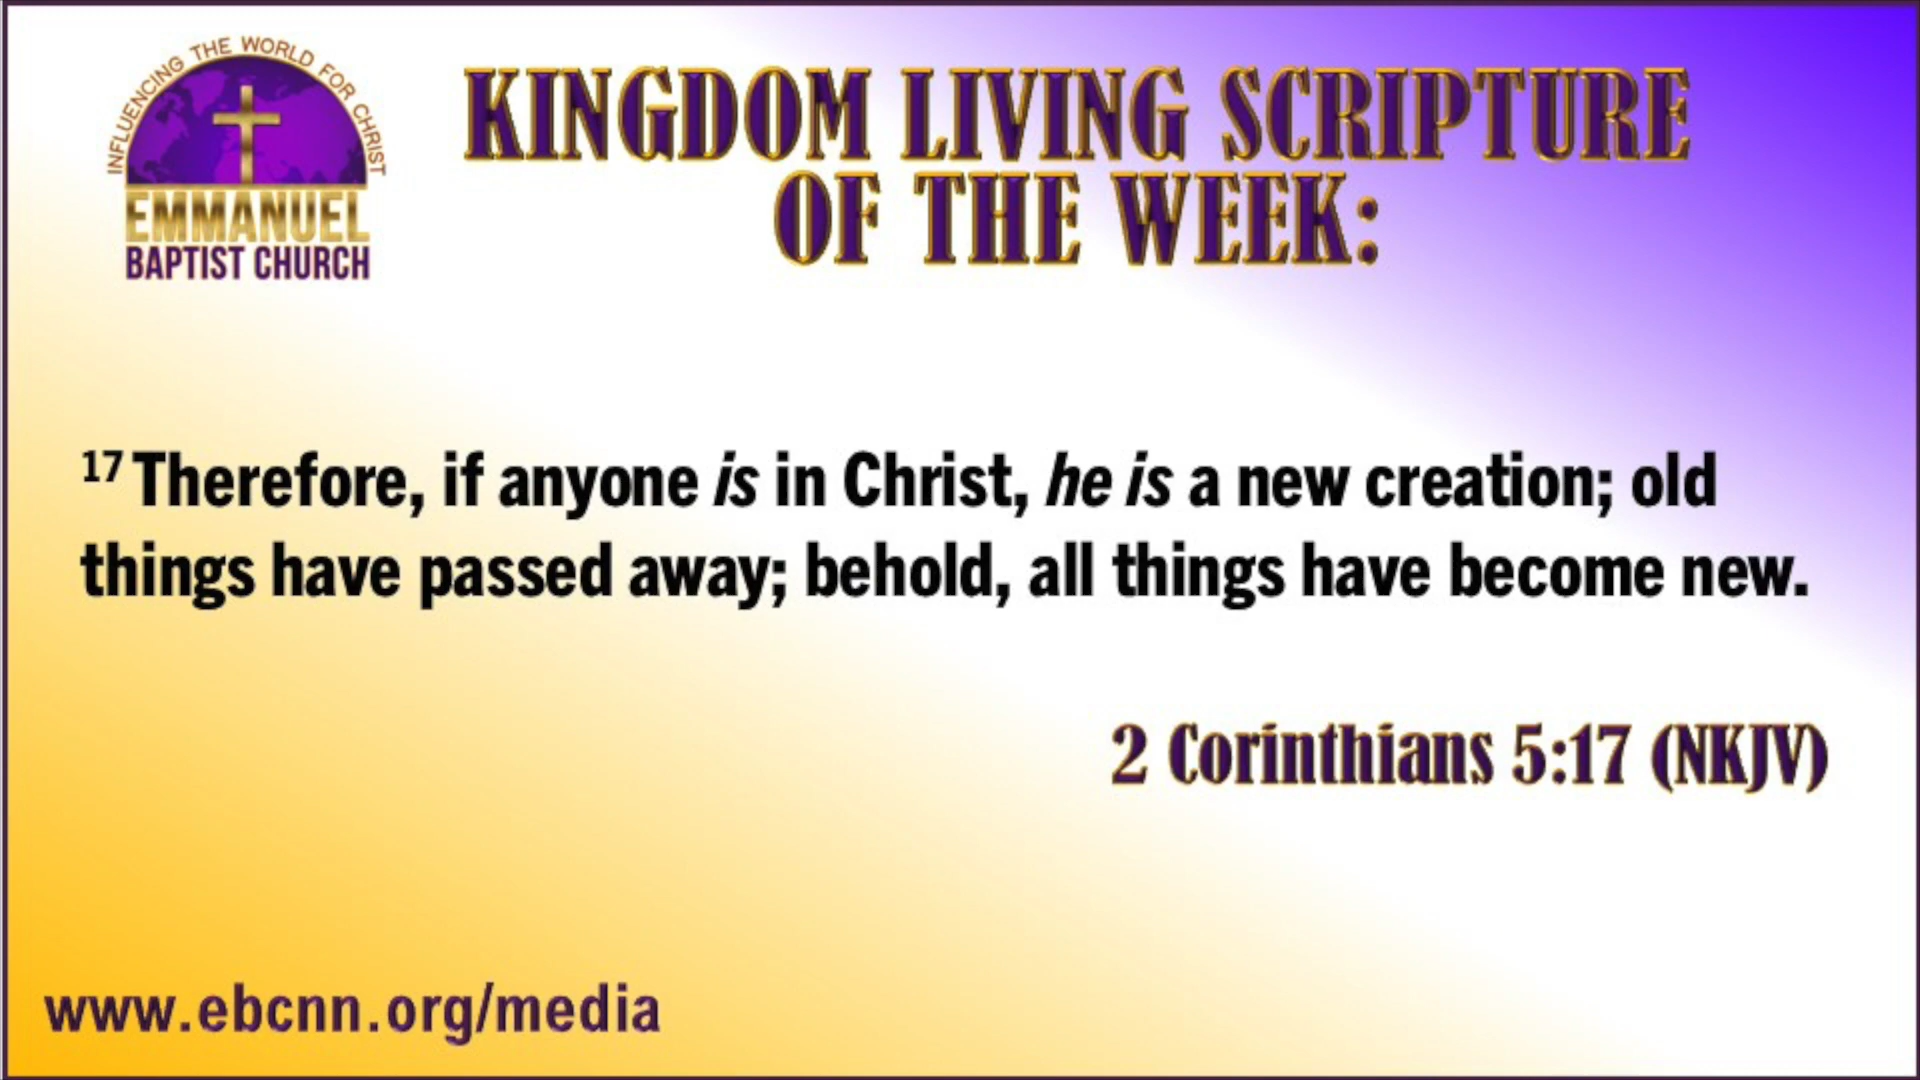 INFLUENCING THE WORLD FOR CHRIST
EMMANUEL
BAPTIST CHURCH
KINGDOM LIVING SCRIPTURE
OF THE WEEK:
17 Therefore, if anyone is in Christ, he is a new creation; old
things have passed away; behold, all things have become new.
2 Corinthians 5:17 (NKJV)
www.ebcnn.org/media